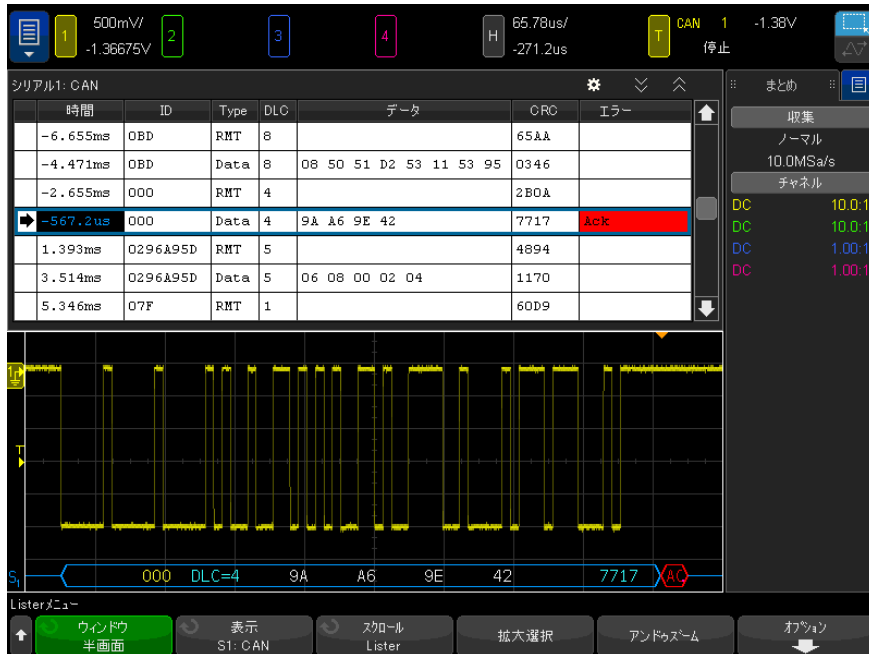 1 500mV/ -1.36675V 2 3 4 H 65.78us/ -271.2us T CAN 1 -1.38V 停止
シリアル1: CAN
まとめ
時間 ID Type DLC データ CRC エラー
-6.655ms 0BD RMT 8 65AA
-4.471ms 0BD Data 8 08 50 51 D2 53 11 53 95 0346
-2.655ms 000 RMT 4 2B0A
-567.2us 000 Data 4 9A A6 9E 42 7717 Ack
1.393ms 0296A95D RMT 5 4894
3.514ms 0296A95D Data 5 06 08 00 02 04 1170
5.346ms 07F RMT 1 60D9
収集
ノーマル
10.0MSa/s
チャネル
DC 10.0:1
DC 10.0:1
DC 1.00:1
DC 1.00:1
1
T
S1 000 DLC=4 9A A6 9E 42 7717 AC
Listerメニュー
ウィンドウ 表示 スクロール 拡大選択 アンドゥズーム オプション
半画面 S1: CAN Lister